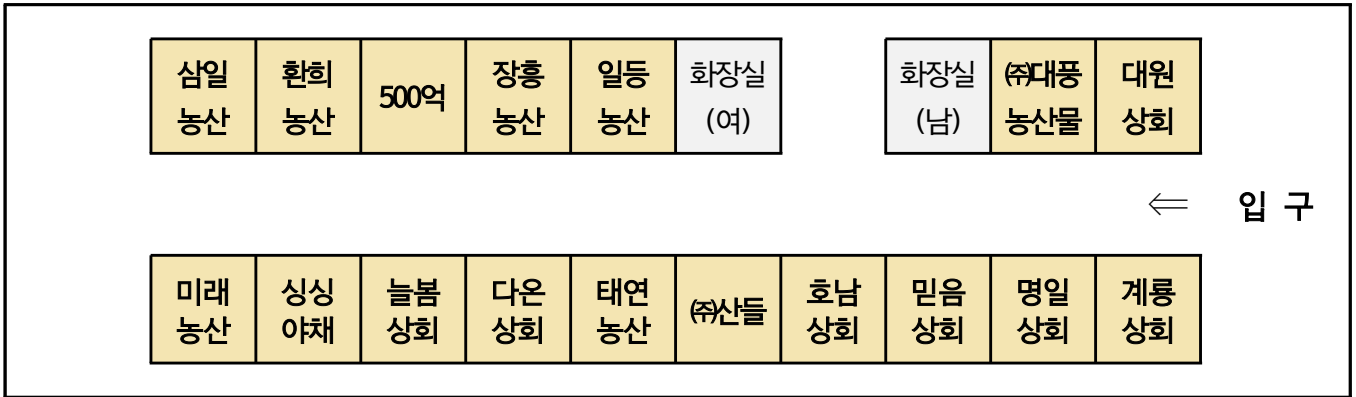 삼일
농산
환희
농산
500억
장흥
농산
일등
농산
화장실
(여)
화장실
(남)
㈜대풍
농산물
대원
상회
⇐ 입 구
미래
농산
싱싱
야채
늘봄
상회
다온
상회
태연
농산
㈜산들
호남
상회
믿음
상회
명일
상회
계룡
상회